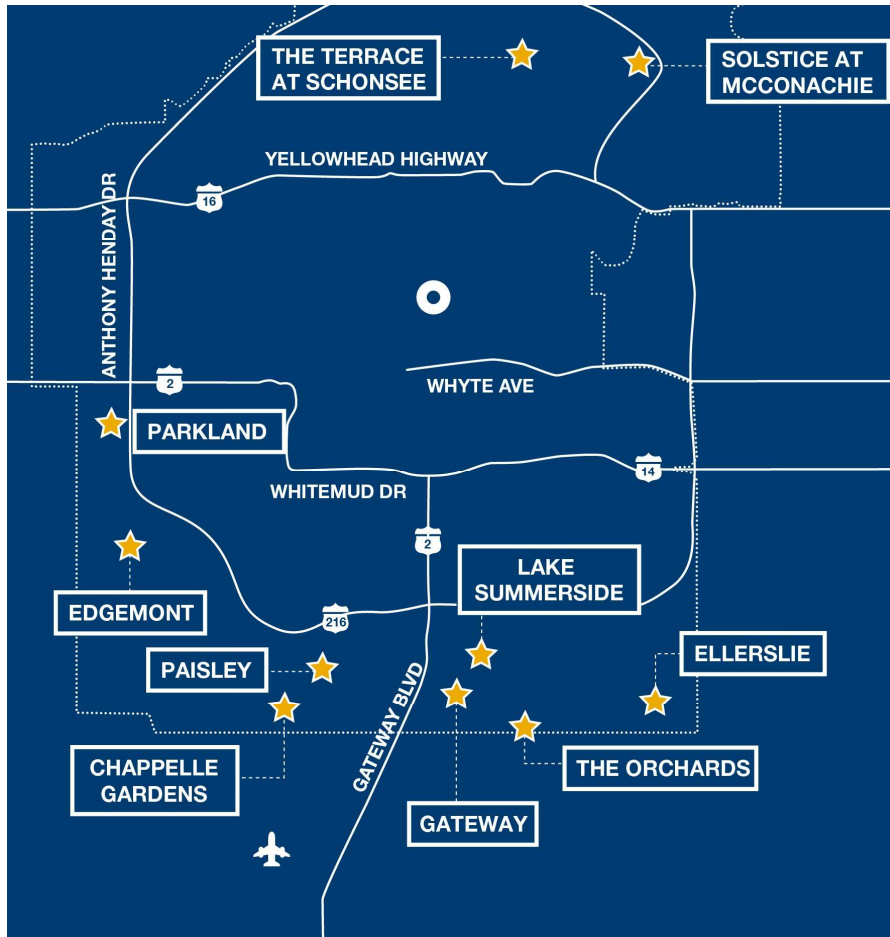 THE TERRACE
AT SCHONSEE
SOLSTICE AT
MCCONACHIE
YELLOWHEAD HIGHWAY
16
ANTHONY HENDAY DR
2
WHYTE AVE
PARKLAND
14
WHITEMUD DR
2
LAKE
SUMMERSIDE
EDGEMONT
216
ELLERSLIE
PAISLEY
GATEWAY BLVD
CHAPPELLE
GARDENS
THE ORCHARDS
GATEWAY